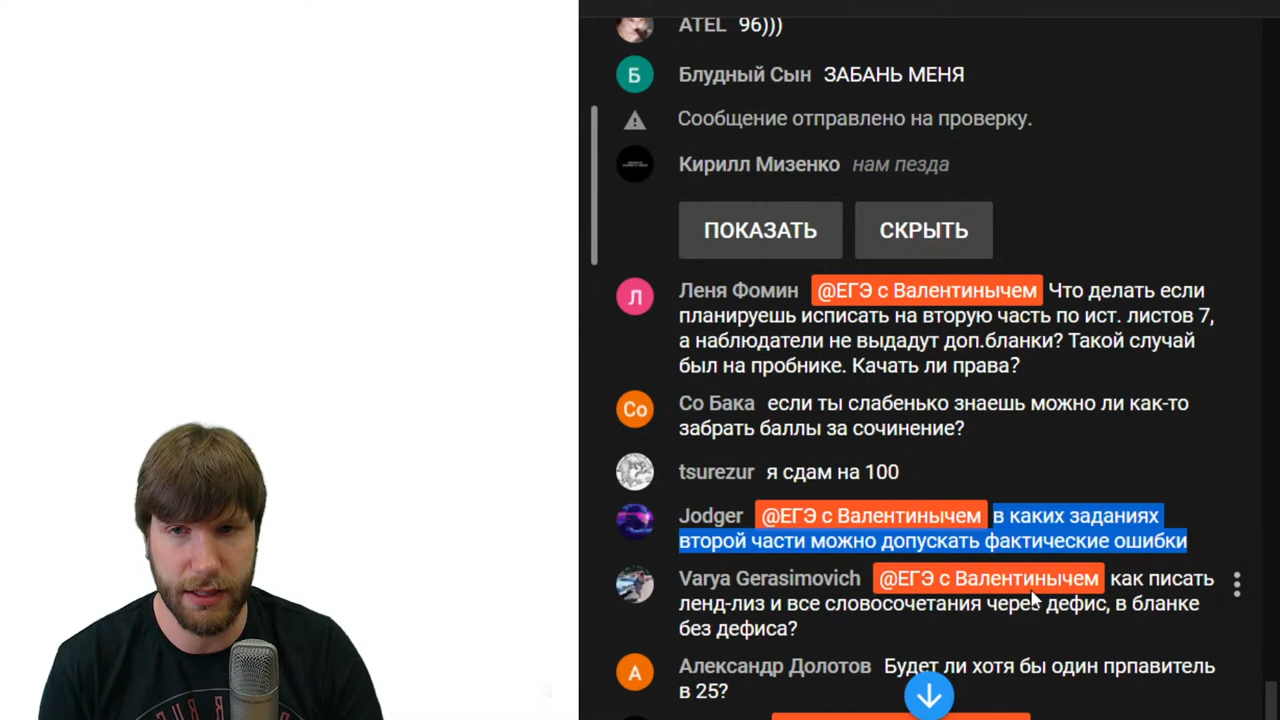 ATEL 96)))
Б Блудный Сын ЗАБАНЬ МЕНЯ
Сообщение отправлено на проверку.
Кирилл Мизенко нам пезда
ПОКАЗАТЬ СКРЫТЬ
Л Леня Фомин @ЕГЭ с Валентинычем Что делать если
планируешь исписать на вторую часть по ист. листов 7,
а наблюдатели не выдадут доп.бланки? Такой случай
был на пробнике. Качать ли права?
Со Со Бака если ты слабенько знаешь можно ли как-то
забрать баллы за сочинение?
tsurezur я сдам на 100
Jodger @ЕГЭ с Валентинычем в каких заданиях
второй части можно допускать фактические ошибки
Varya Gerasimovich @ЕГЭ с Валентинычем как писать
ленд-лиз и все словосочетания через дефис, в бланке
без дефиса?
А Александр Долотов Будет ли хотя бы один прпавитель
в 25?